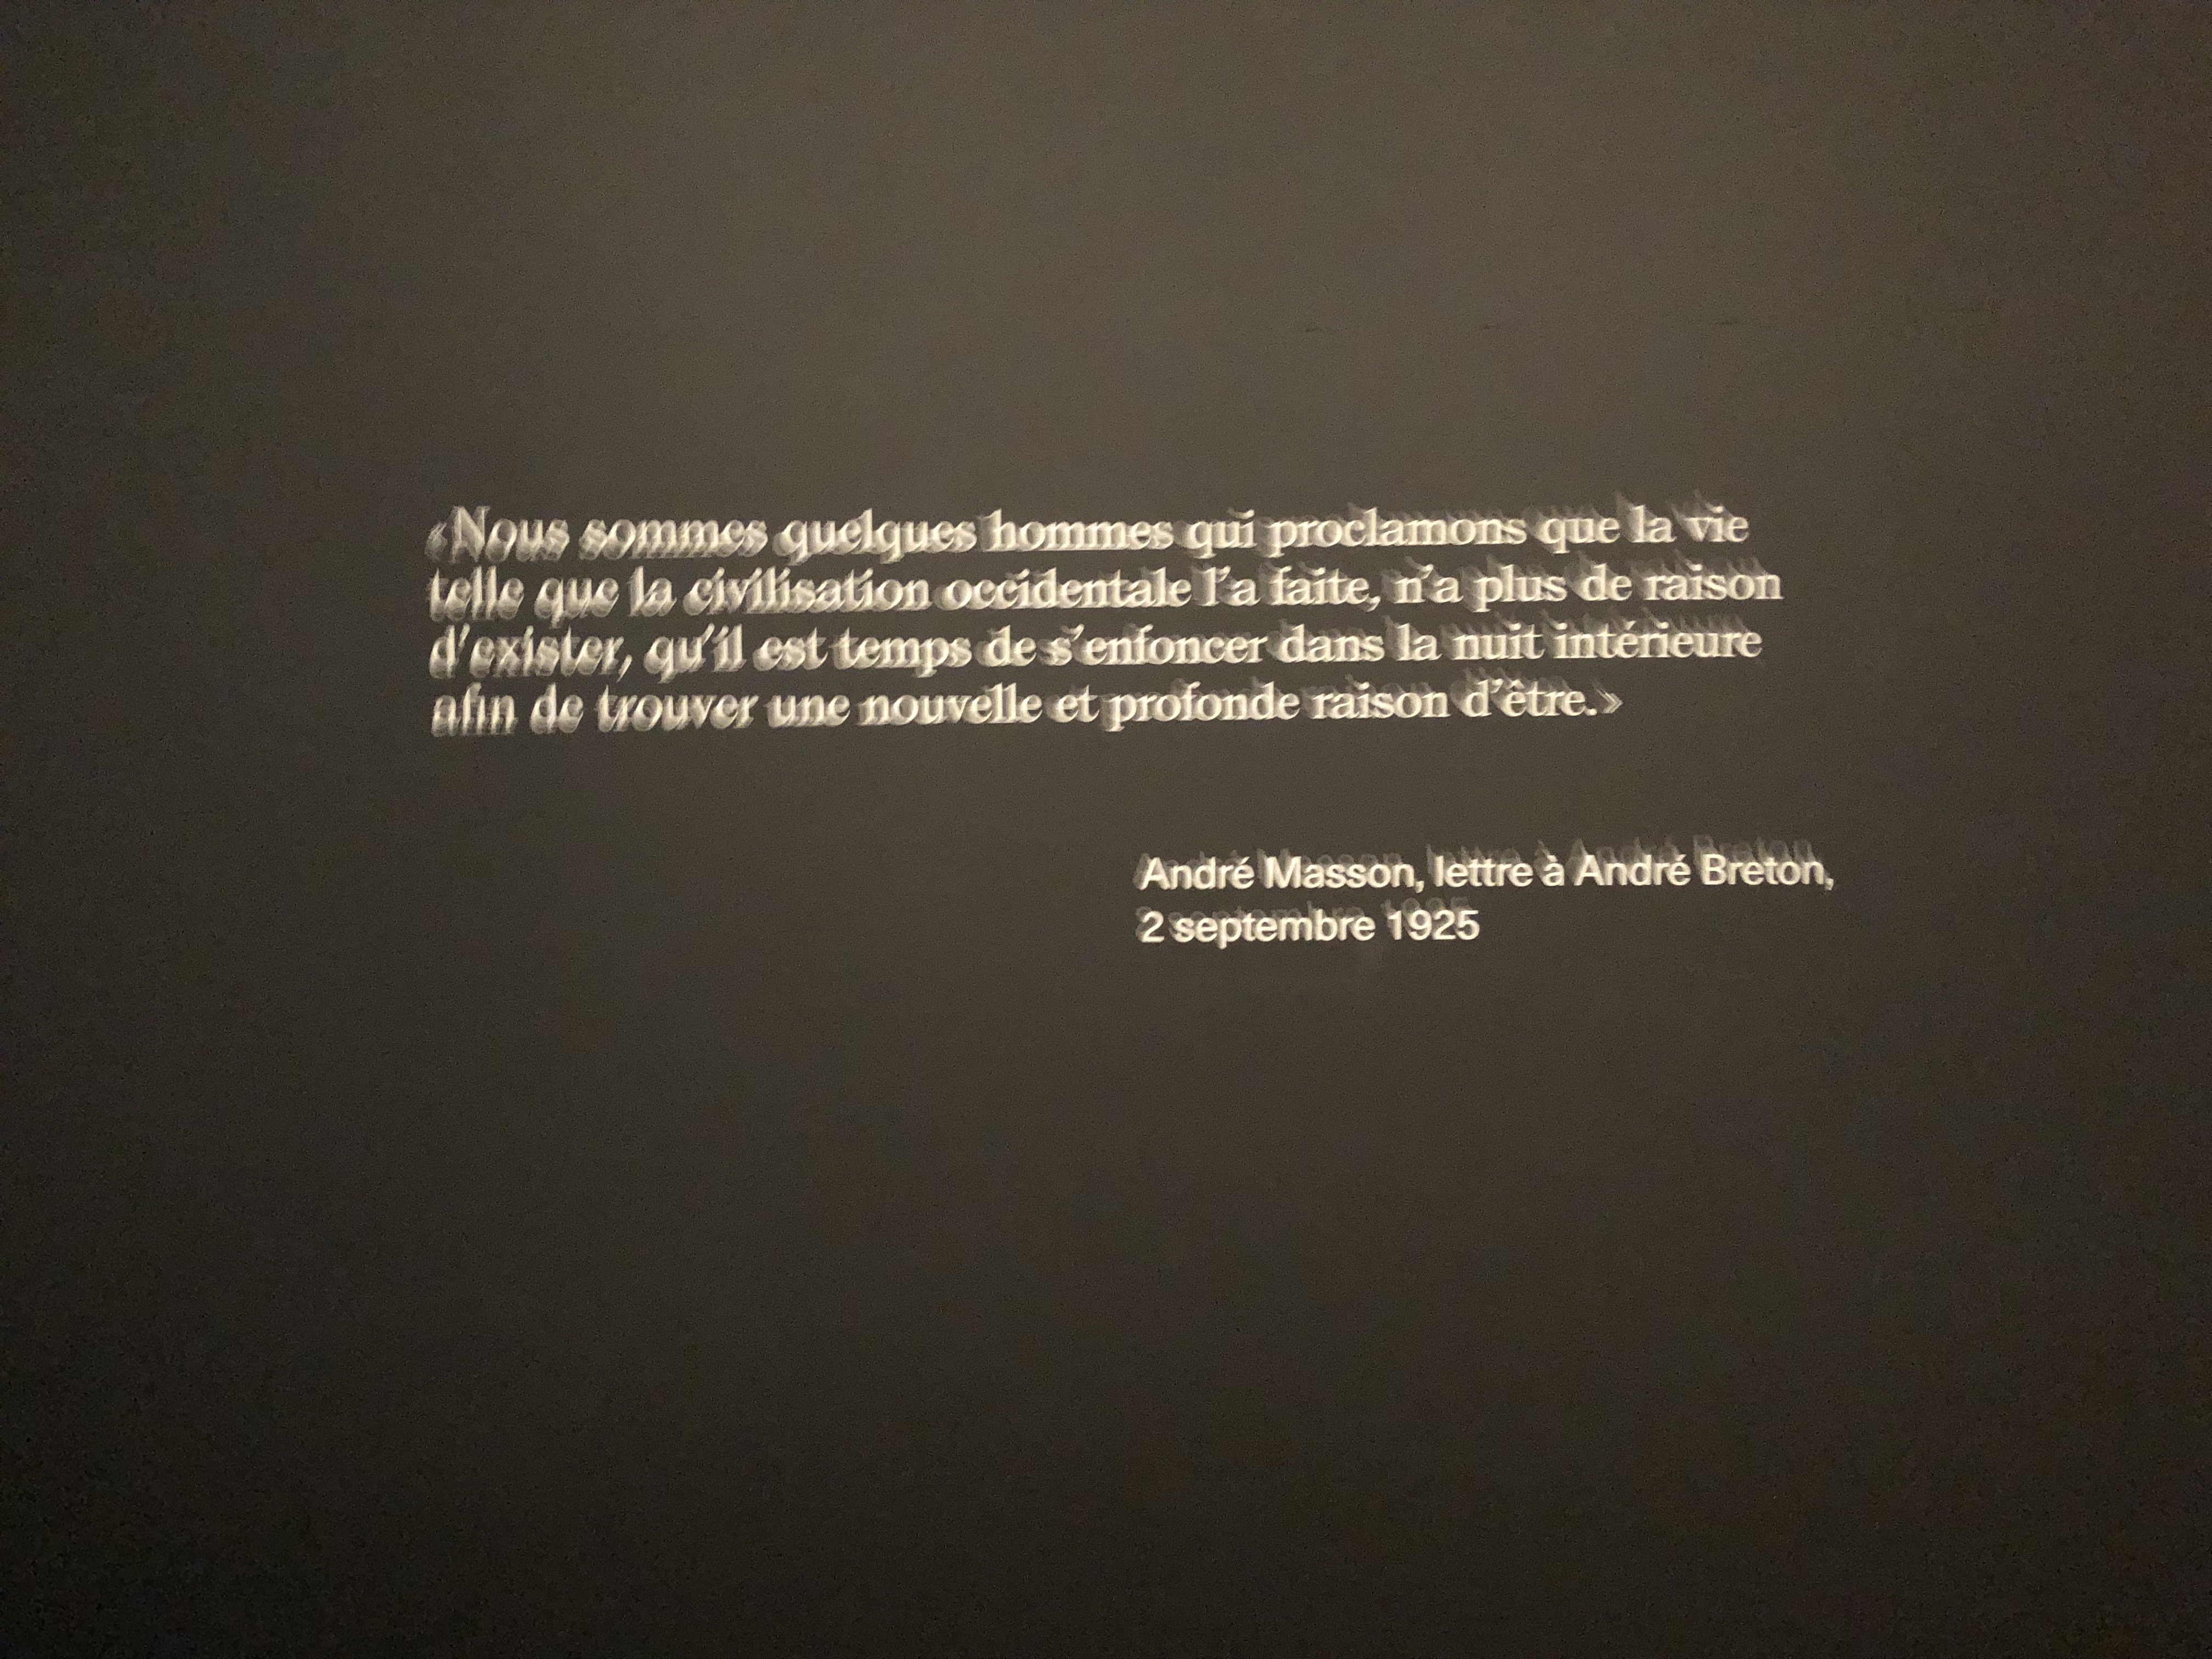 «Nous sommes quelques hommes qui proclamons que la vie
telle que la civilisation occidentale l’a faite, n’a plus de raison
d’exister, qu’il est temps de s’enfoncer dans la nuit intérieure
afin de trouver une nouvelle et profonde raison d’être.»
André Masson, lettre à André Breton,
2 septembre 1925